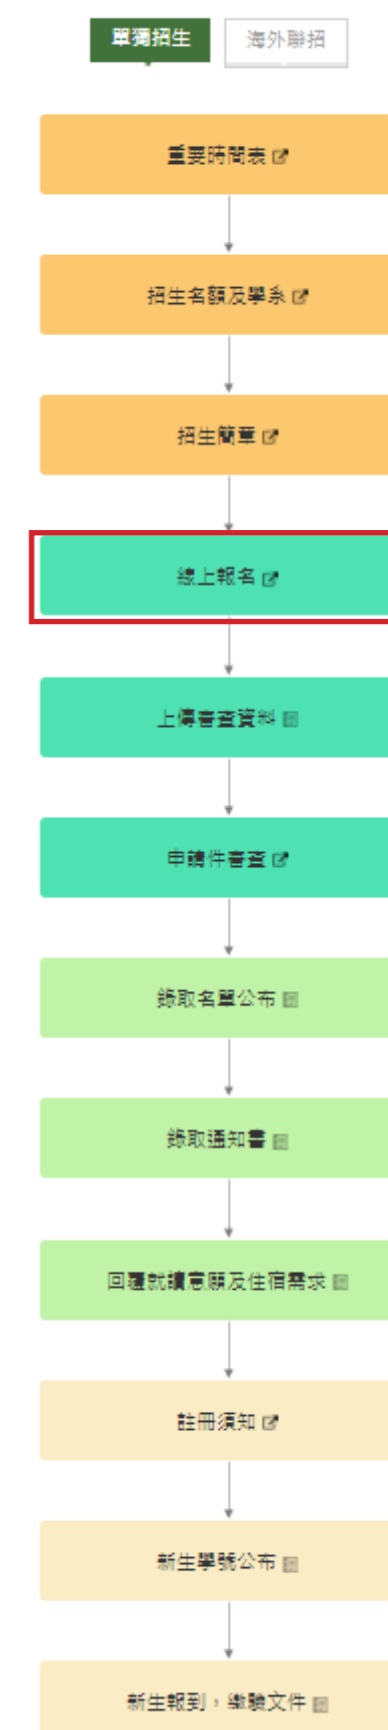 單獨招生
海外聯招
重要時間表
招生名額及學系
招生簡章
線上報名
上傳審查資料
申請件審查
錄取名單公布
錄取通知書
回覆就讀意願及住宿需求
註冊須知
新生學號公布
新生報到，繳驗文件